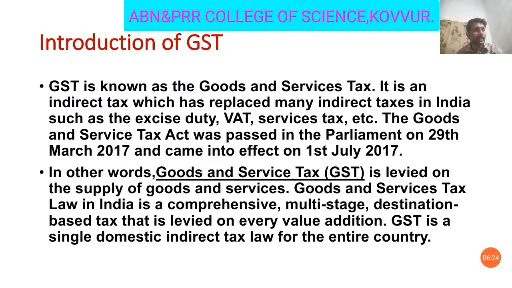 ABN&PRR COLLEGE OF SCIENCE,KOVVUR.
Introduction of GST
• GST is known as the Goods and Services Tax. It is an
indirect tax which has replaced many indirect taxes in India
such as the excise duty, VAT, services tax, etc. The Goods
and Service Tax Act was passed in the Parliament on 29th
March 2017 and came into effect on 1st July 2017.
• In other words,Goods and Service Tax (GST) is levied on
the supply of goods and services. Goods and Services Tax
Law in India is a comprehensive, multi-stage, destination-
based tax that is levied on every value addition. GST is a
single domestic indirect tax law for the entire country.
06:24